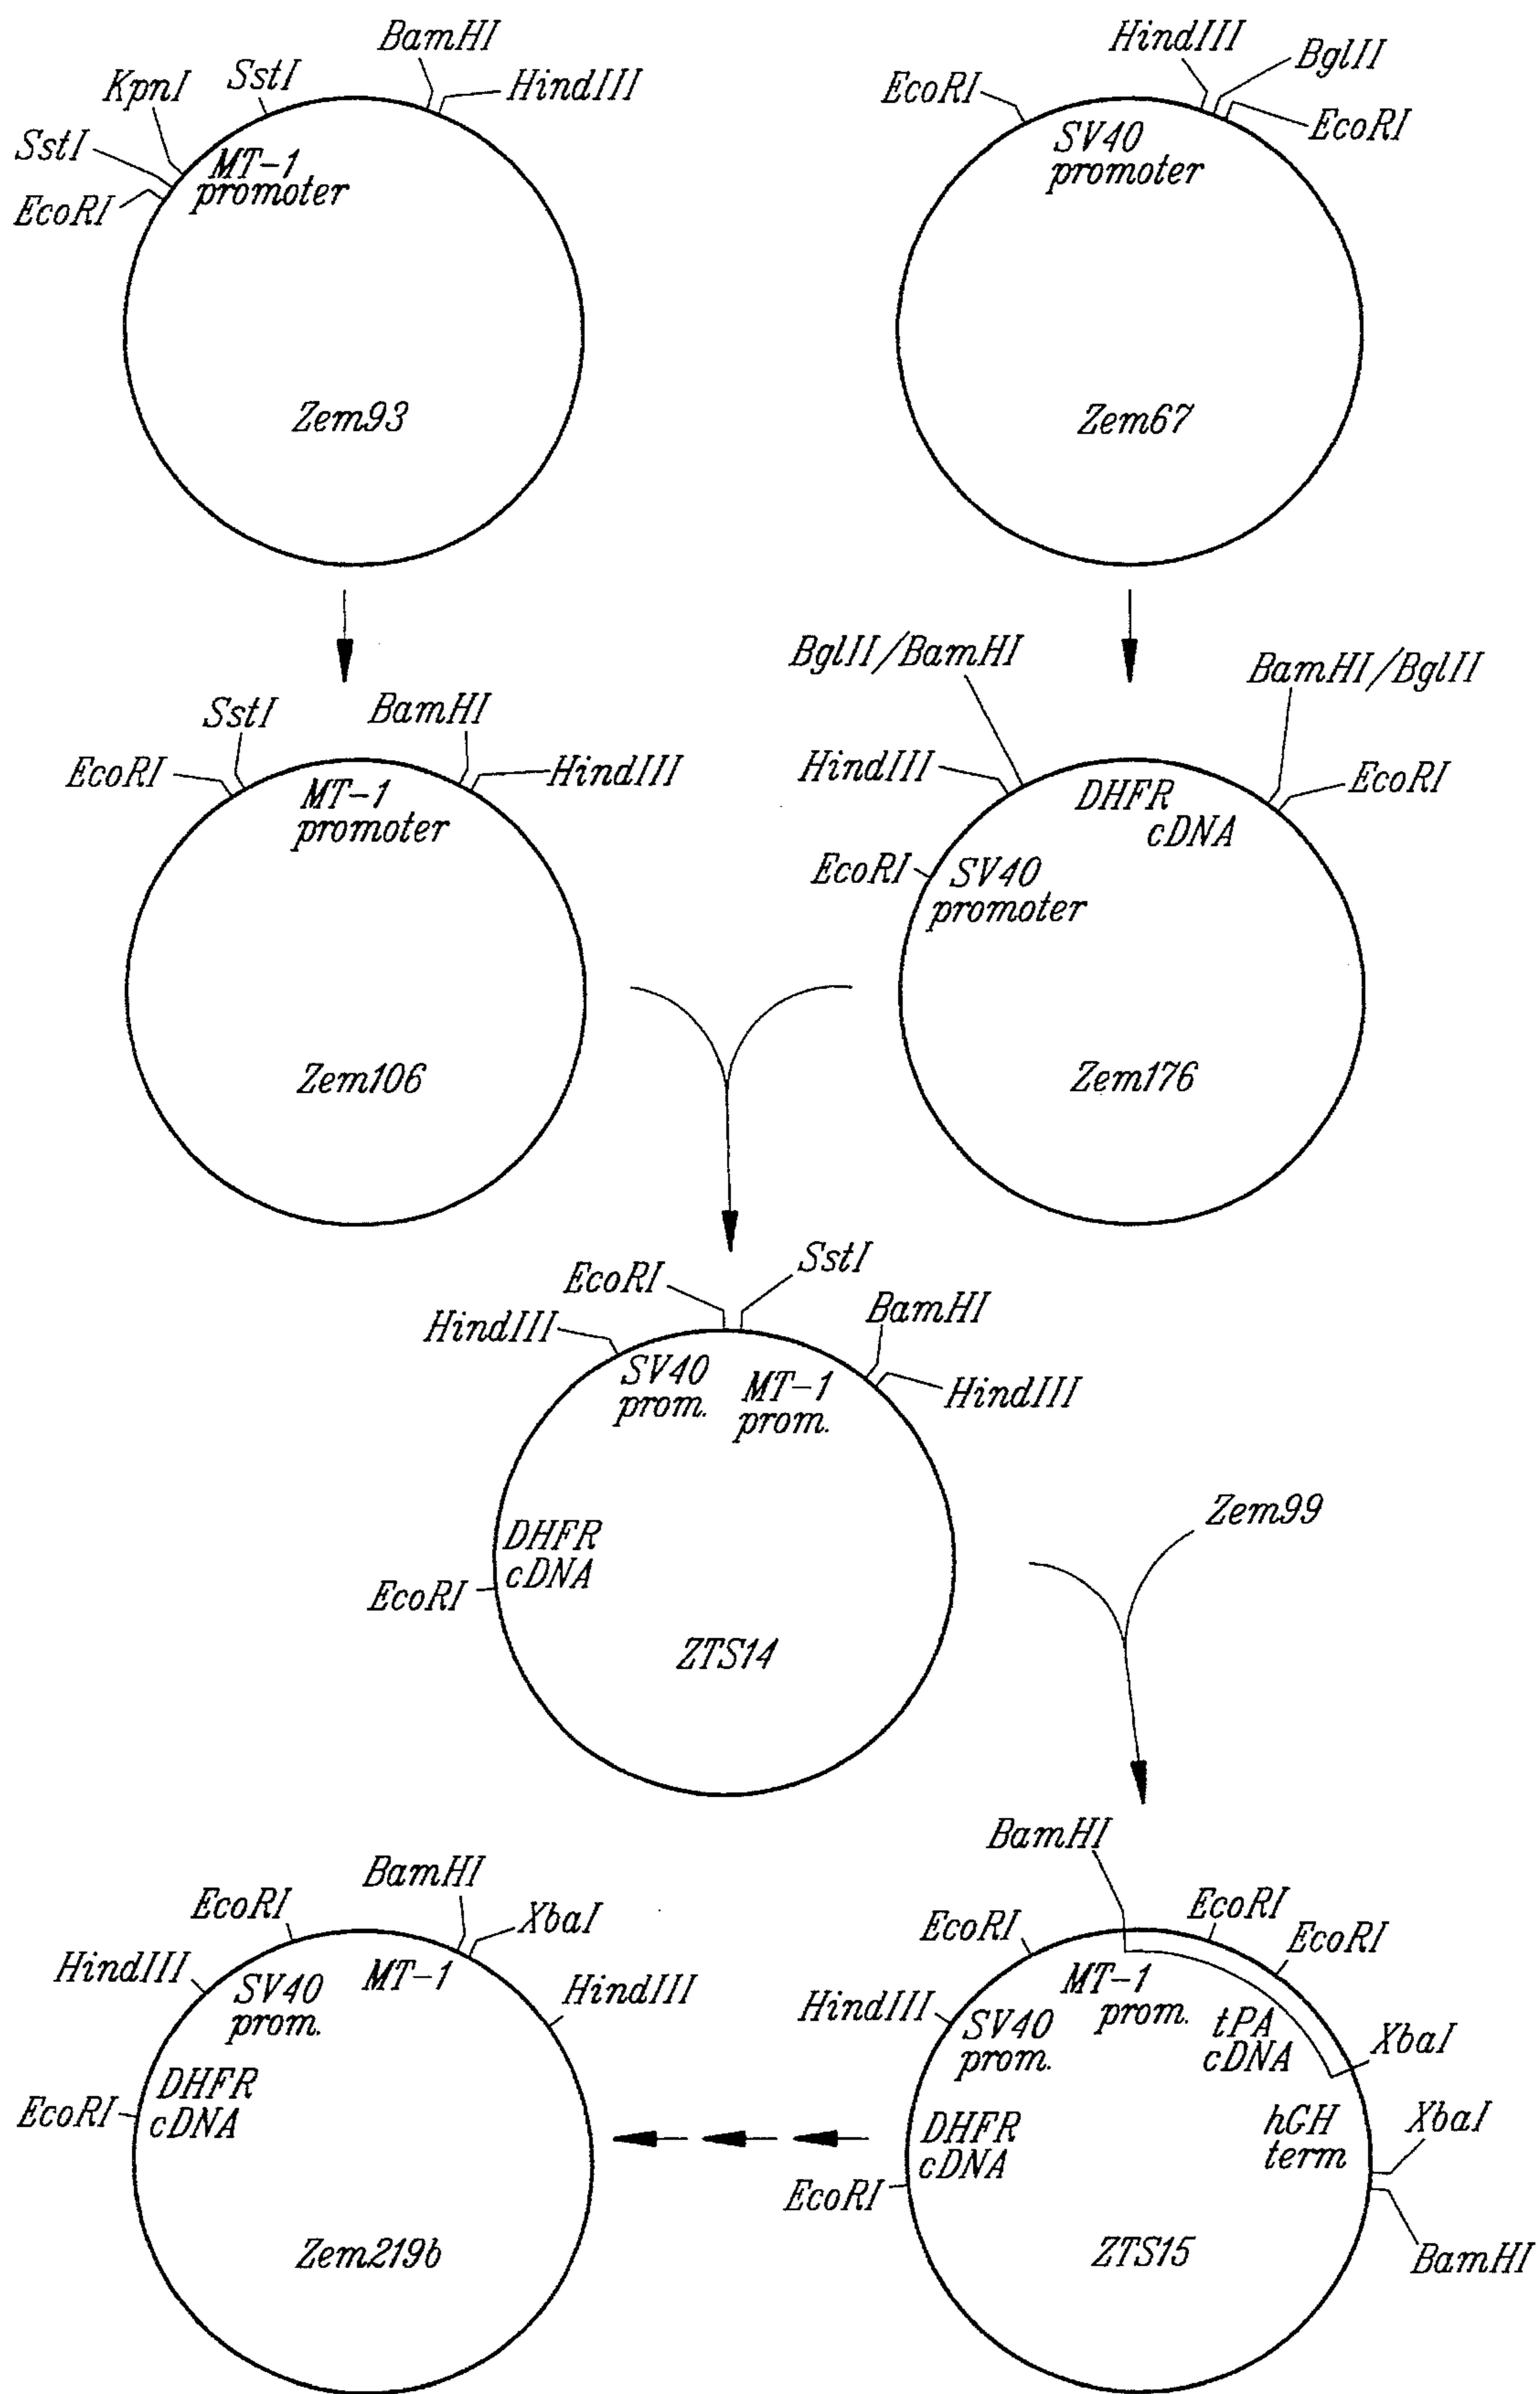 BamHI
SstI
HindIII
KpnI
SstI
EcoRI
MT-1
promoter
Zem93
HindIII
BglII
EcoRI
EcoRI
SV40
promoter
Zem67
SstI
BamHI
EcoRI
HindIII
MT-1
promoter
Zem106
BglII/BamHI
BamHI/BglII
HindIII
EcoRI
DHFR
cDNA
EcoRI
SV40
promoter
Zem176
EcoRI
SstI
HindIII
BamHI
HindIII
SV40
prom.
MT-1
prom.
DHFR
cDNA
EcoRI
ZTS14
Zem99
BamHI
EcoRI
EcoRI
EcoRI
HindIII
MT-1
prom.
SV40
prom.
tPA
cDNA
XbaI
hGH
term
XbaI
DHFR
cDNA
EcoRI
BamHI
ZTS15
BamHI
EcoRI
XbaI
HindIII
MT-1
HindIII
SV40
prom.
DHFR
cDNA
EcoRI
Zem219b